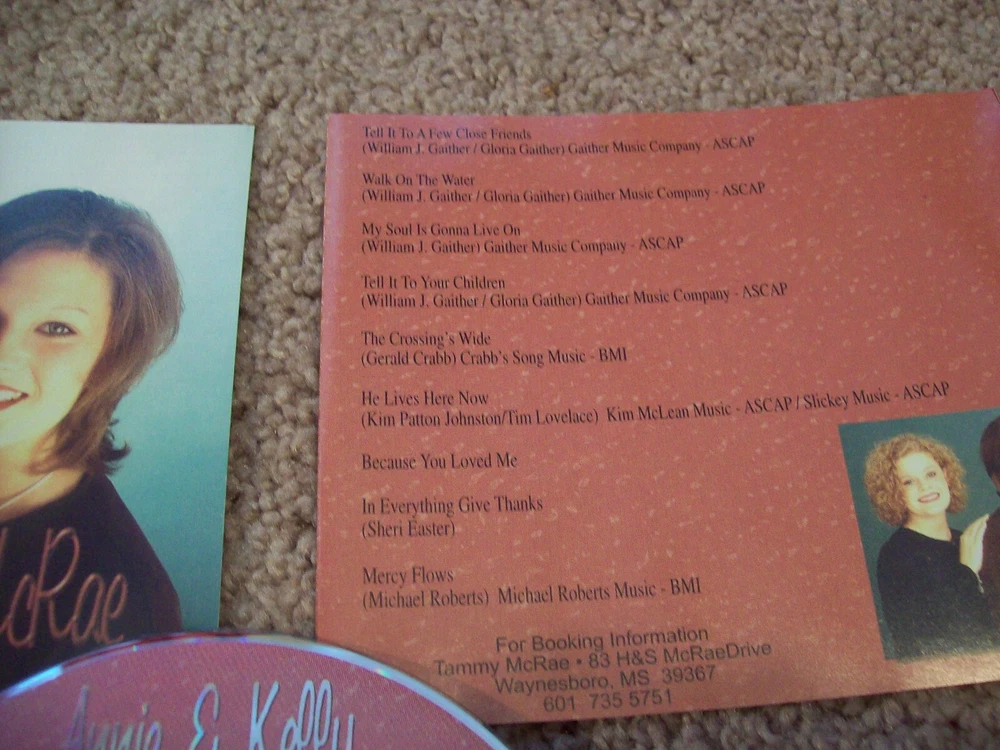 Tell It To A Few Close Friends
(William J. Gaither / Gloria Gaither) Gaither Music Company - ASCAP
Walk On The Water
(William J. Gaither / Gloria Gaither) Gaither Music Company - ASCAP
My Soul Is Gonna Live On
(William J. Gaither) Gaither Music Company - ASCAP
Tell It To Your Children
(William J. Gaither / Gloria Gaither) Gaither Music Company - ASCAP
The Crossing's Wide
(Gerald Crabb) Crabb's Song Music - BMI
He Lives Here Now
(Kim Patton Johnston/Tim Lovelace) Kim McLean Music - ASCAP / Slickey Music - ASCAP
Because You Loved Me
In Everything Give Thanks
(Sheri Easter)
Mercy Flows
(Michael Roberts) Michael Roberts Music - BMI
For Booking Information
Tammy McRae • 83 H&S McRaeDrive
Waynesboro, MS 39367
601 735 5751
cRae
Annie & Kelly